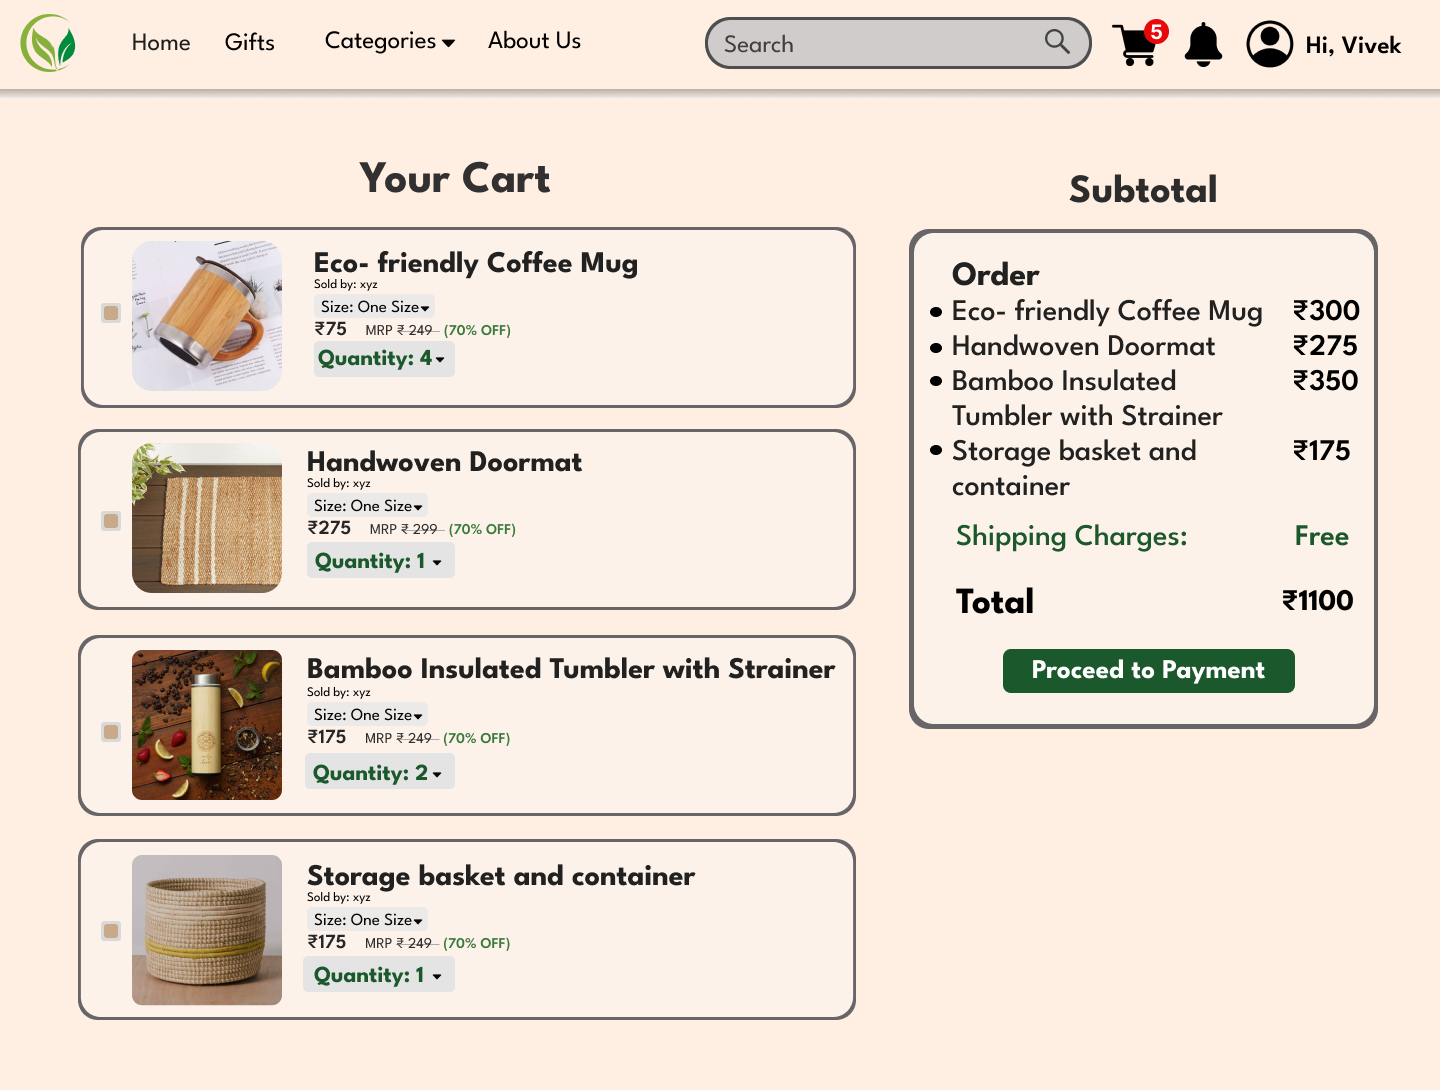 Home
Gifts
Categories
About Us
Search
5
Hi, Vivek
Your Cart
Eco- friendly Coffee Mug
Sold by: xyz
Size: One Size
₹75 MRP ₹ 249 (70% OFF)
Quantity: 4
Handwoven Doormat
Sold by: xyz
Size: One Size
₹275 MRP ₹ 299 (70% OFF)
Quantity: 1
Bamboo Insulated Tumbler with Strainer
Sold by: xyz
Size: One Size
₹175 MRP ₹ 249 (70% OFF)
Quantity: 2
Storage basket and container
Sold by: xyz
Size: One Size
₹175 MRP ₹ 249 (70% OFF)
Quantity: 1
Subtotal
Order
Eco- friendly Coffee Mug ₹300
Handwoven Doormat ₹275
Bamboo Insulated ₹350
Tumbler with Strainer
Storage basket and ₹175
container
Shipping Charges: Free
Total ₹1100
Proceed to Payment